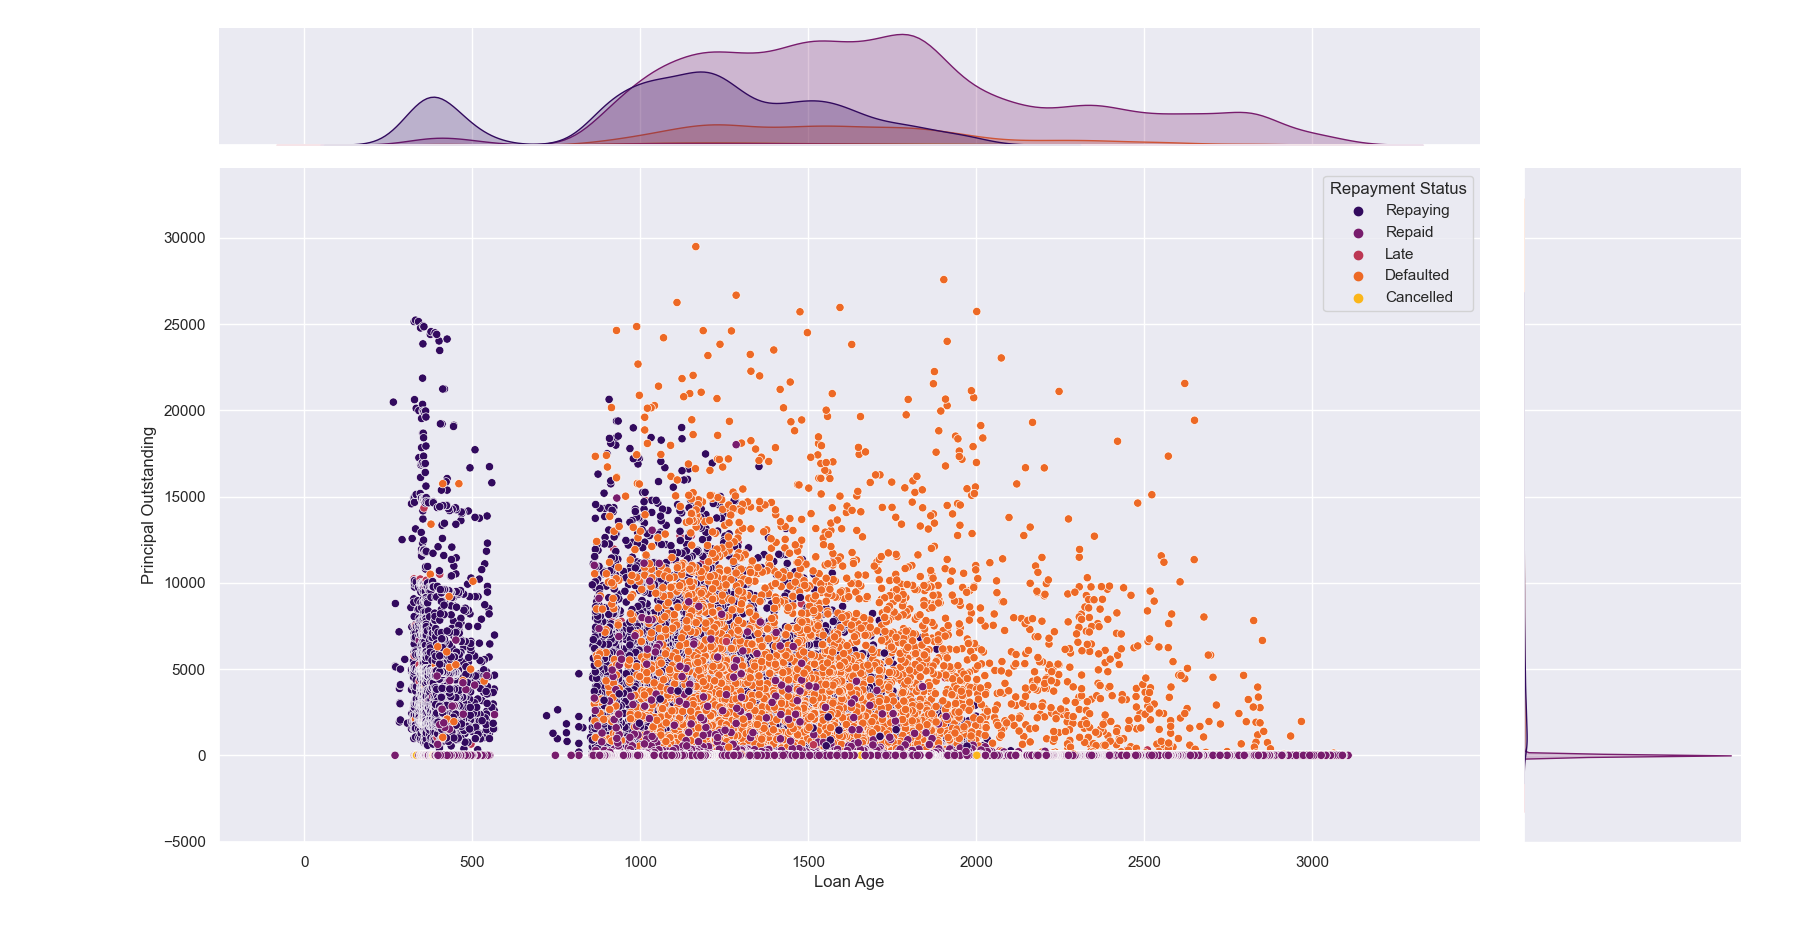 Repayment Status
Repaying
Repaid
Late
Defaulted
Cancelled
30000
25000
20000
15000
10000
5000
0
−5000
Principal Outstanding
0 500 1000 1500 2000 2500 3000
Loan Age